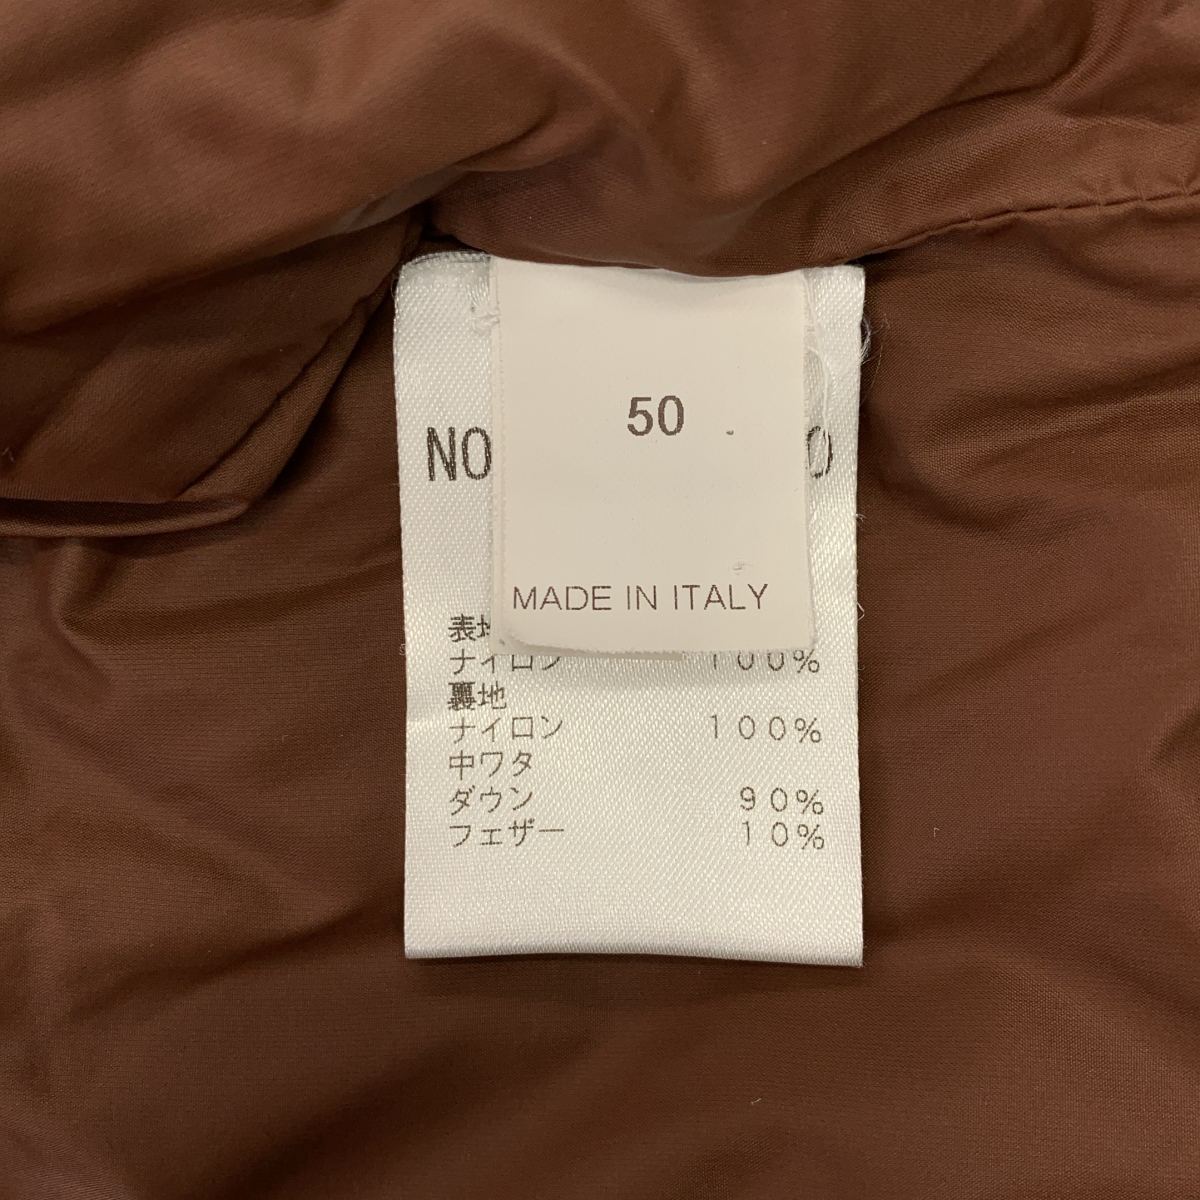 50
MADE IN ITALY
ナイロン 100%
裏地
ナイロン 100%
中ワタ
ダウン 90%
フェザー 10%